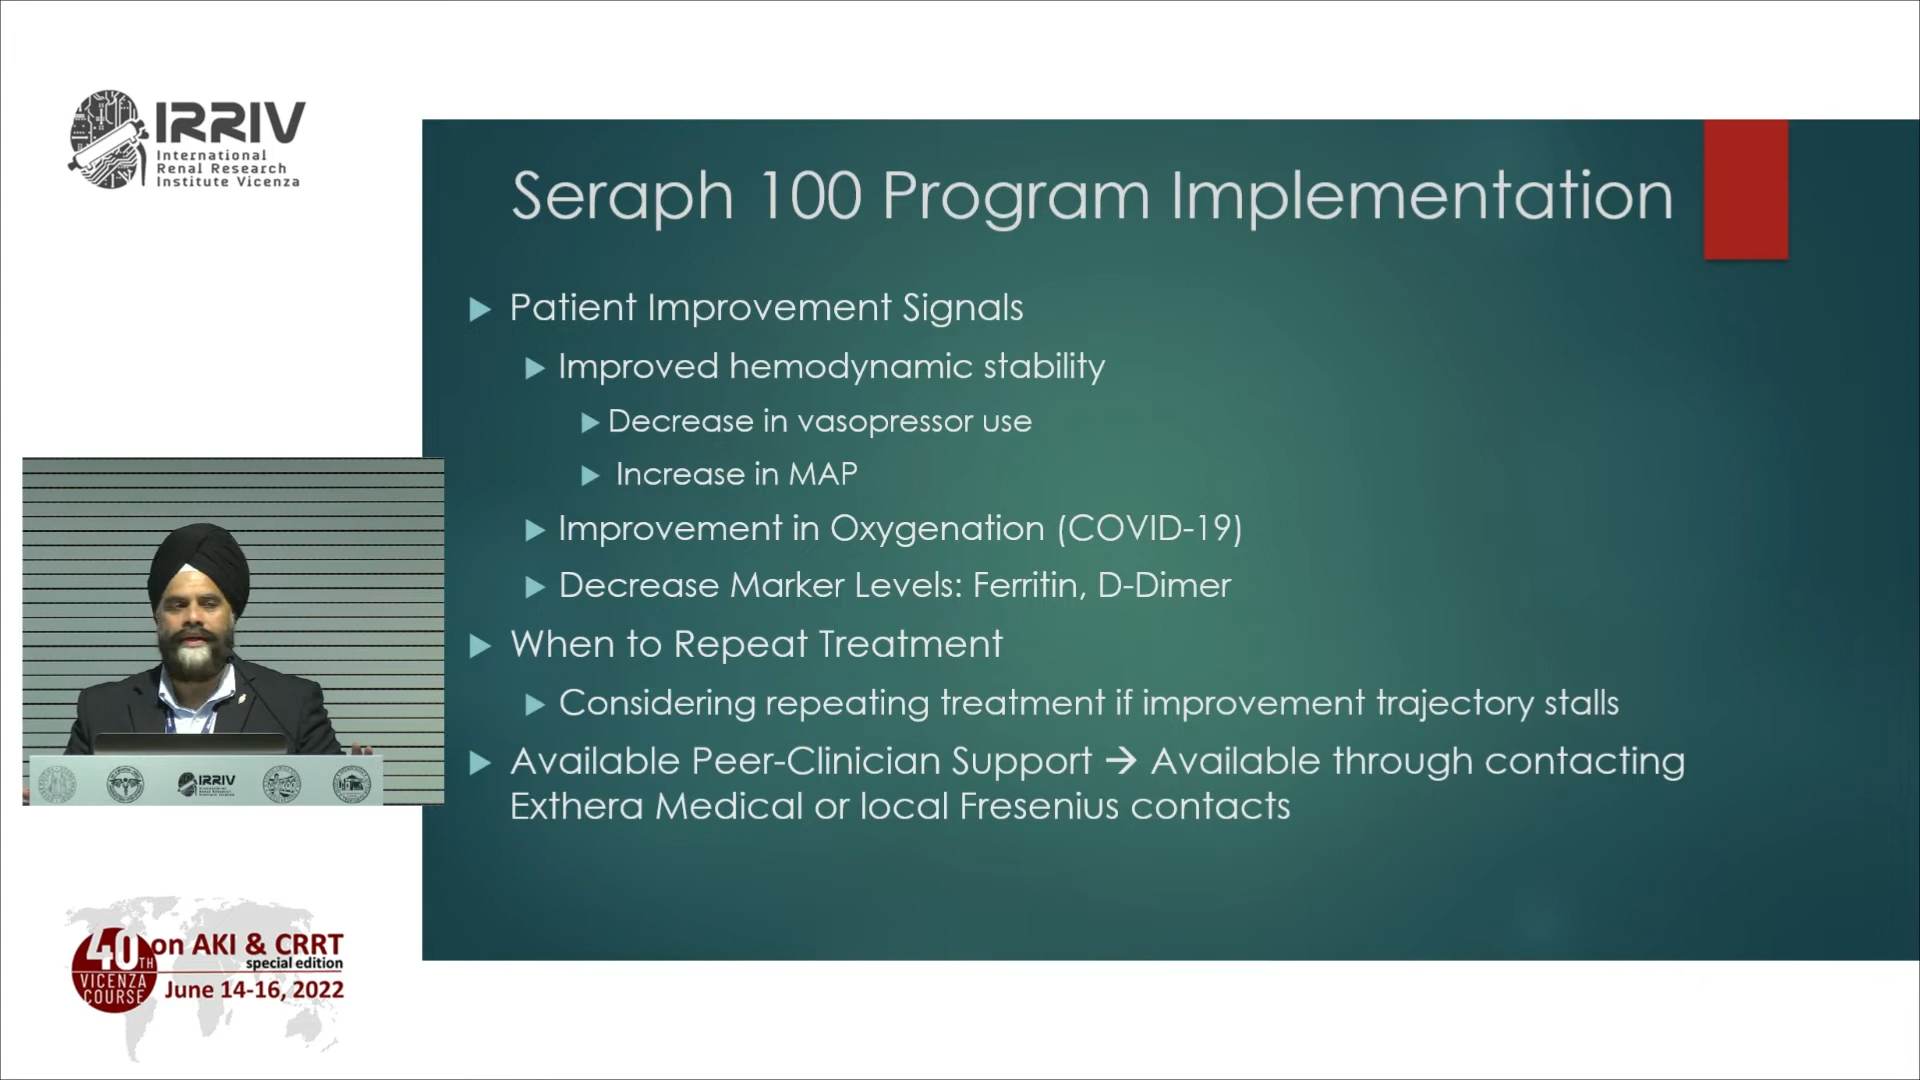 IRRIV
International
Renal Research
Institute Vicenza
Seraph 100 Program Implementation
Patient Improvement Signals
Improved hemodynamic stability
Decrease in vasopressor use
Increase in MAP
Improvement in Oxygenation (COVID-19)
Decrease Marker Levels: Ferritin, D-Dimer
When to Repeat Treatment
Considering repeating treatment if improvement trajectory stalls
Available Peer-Clinician Support → Available through contacting
Exthera Medical or local Fresenius contacts
IRRIV
40TH
VICENZA
COURSE
on AKI & CRRT
special edition
June 14-16, 2022